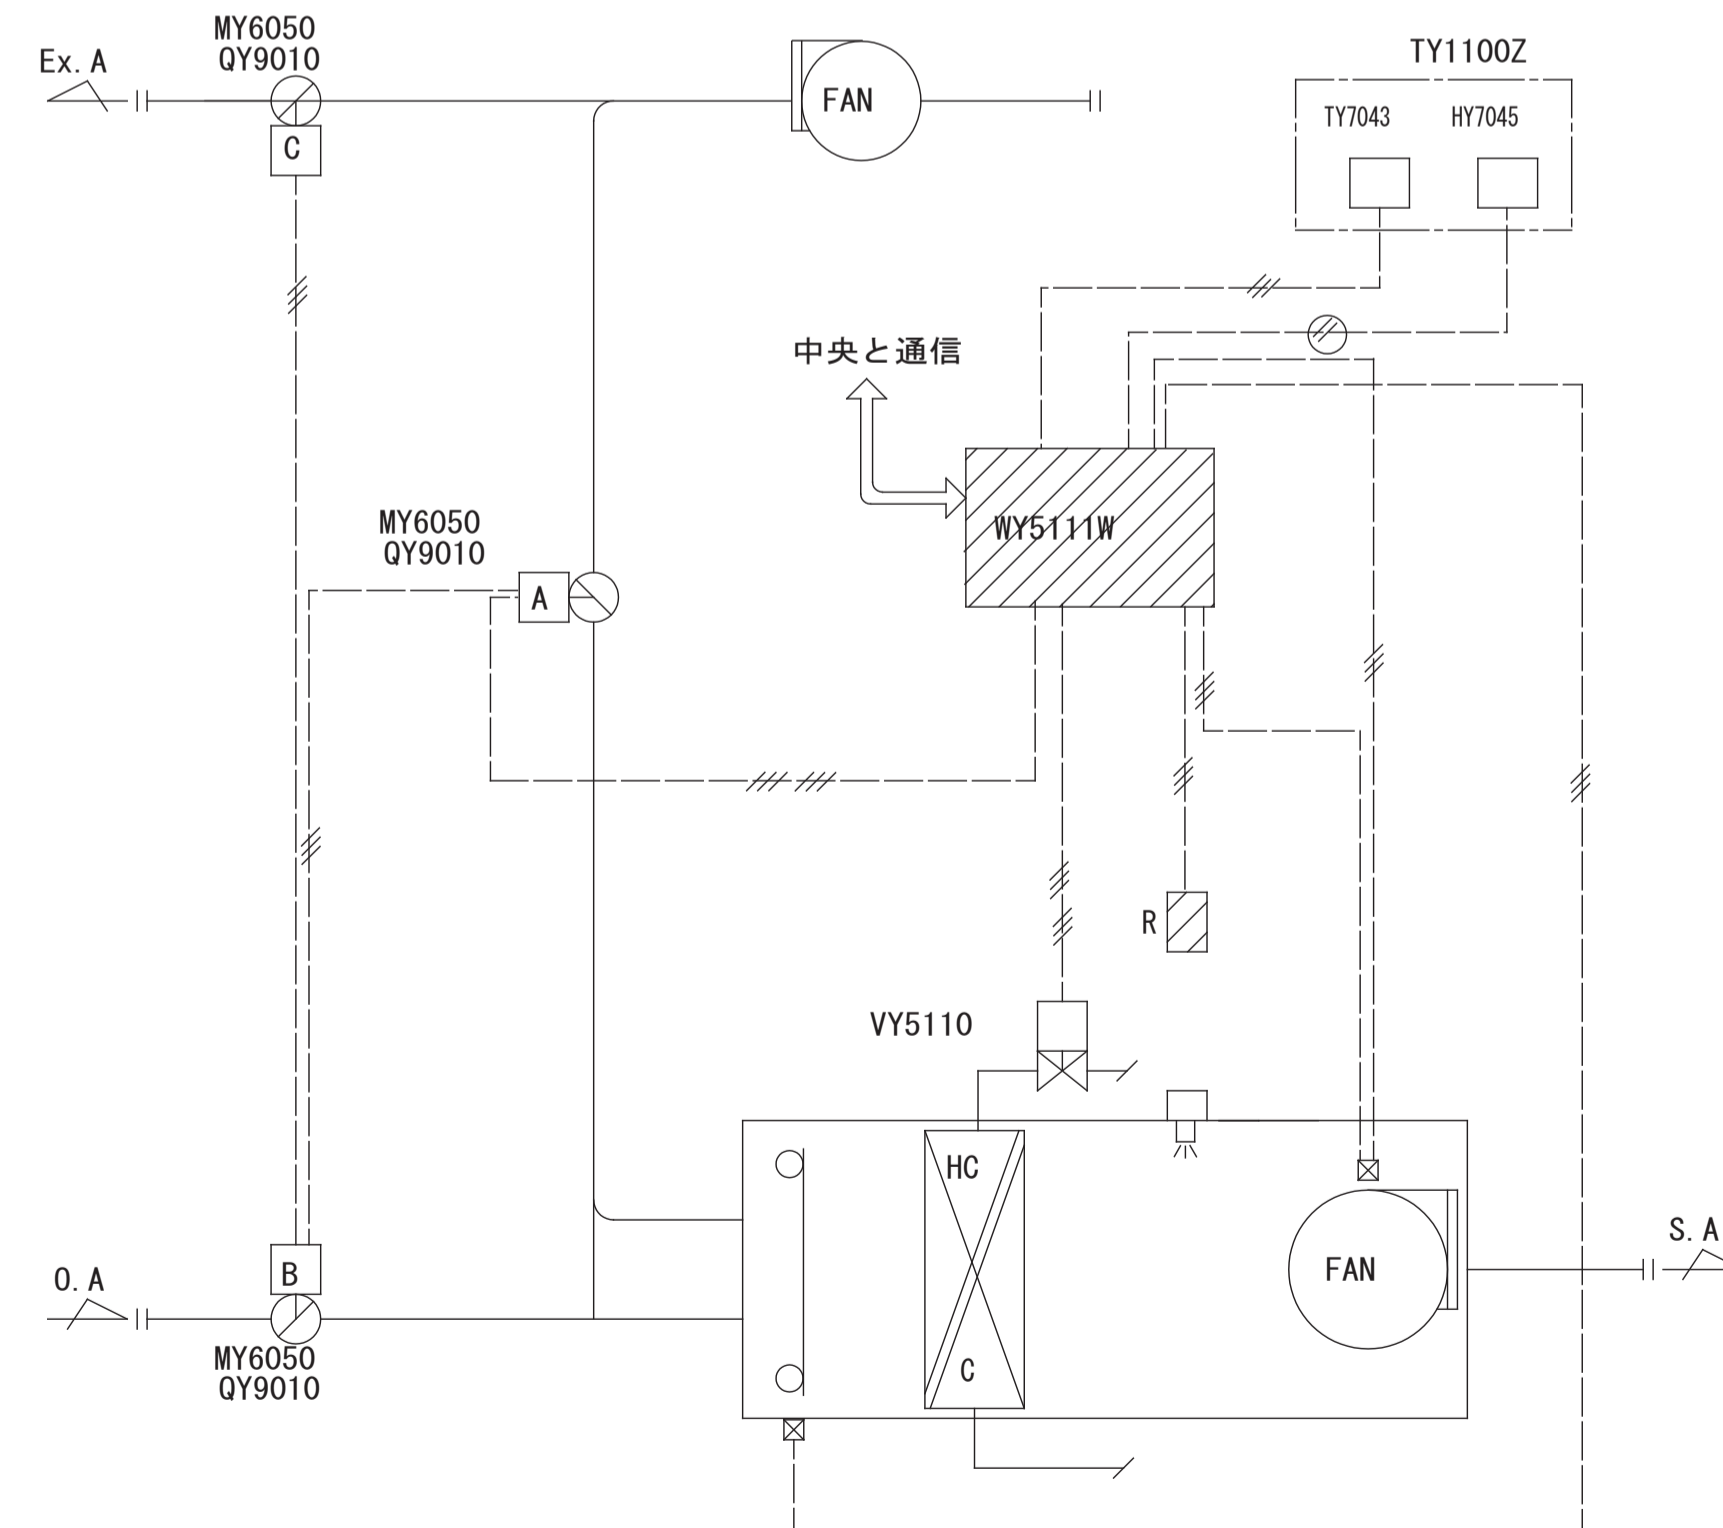 MY6050
QY9010
Ex. A
C
FAN
TY1100Z
TY7043
HY7045
中央と通信
WY5111W
MY6050
QY9010
A
R
VY5110
HC
C
FAN
S. A
O. A
B
MY6050
QY9010